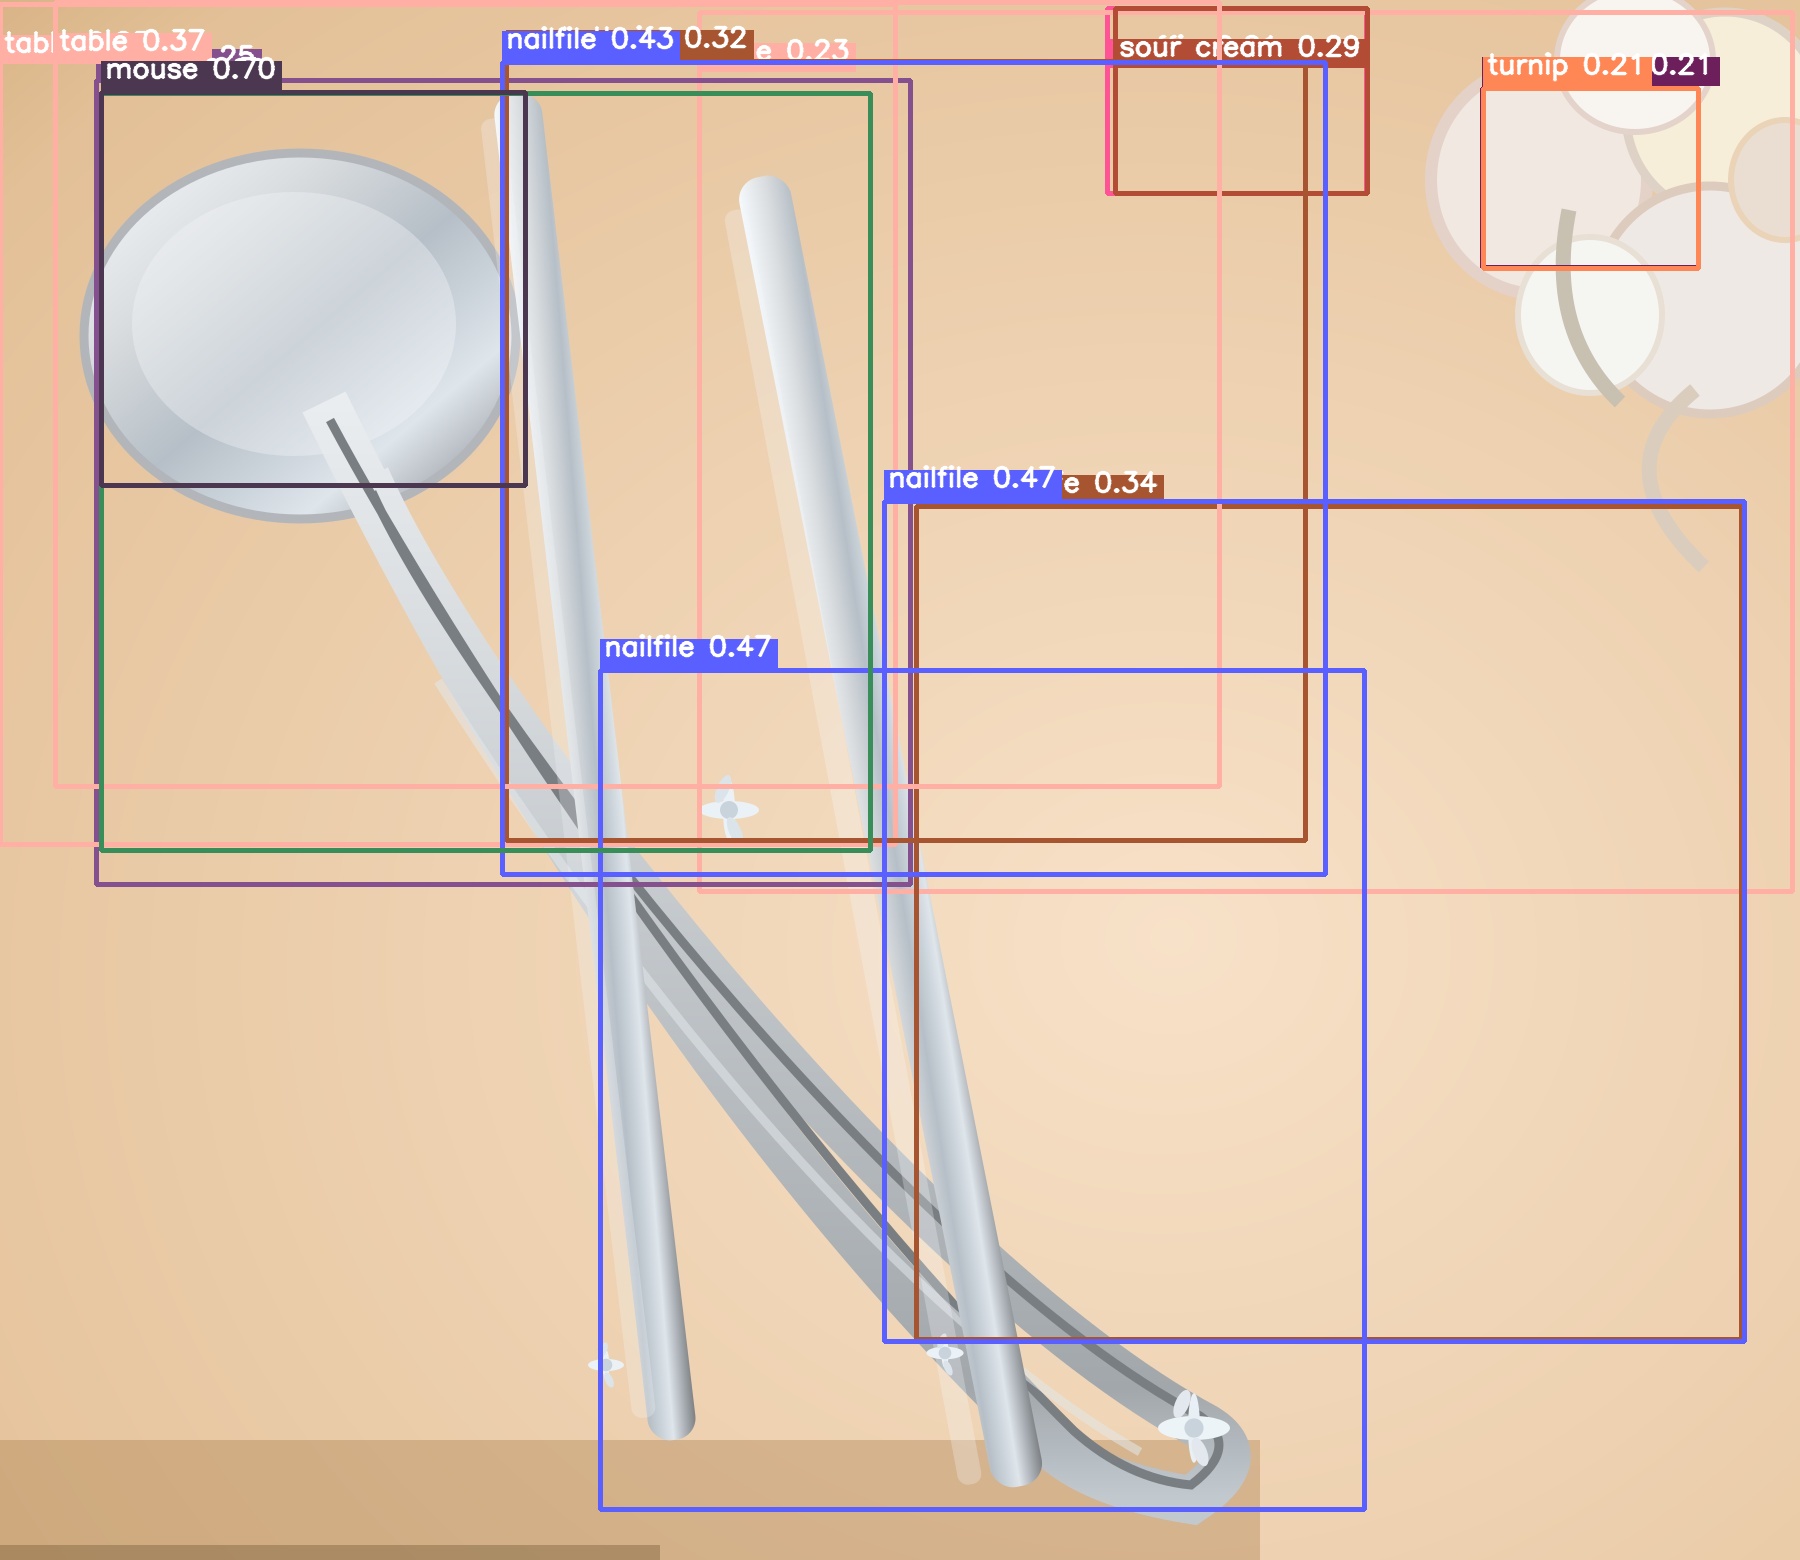 sour cream 0.29
nailfile 0.43 0.32
table 0.37
e 0.23
25
turnip 0.21 0.21
mouse 0.70
nailfile 0.47 e 0.34
nailfile 0.47